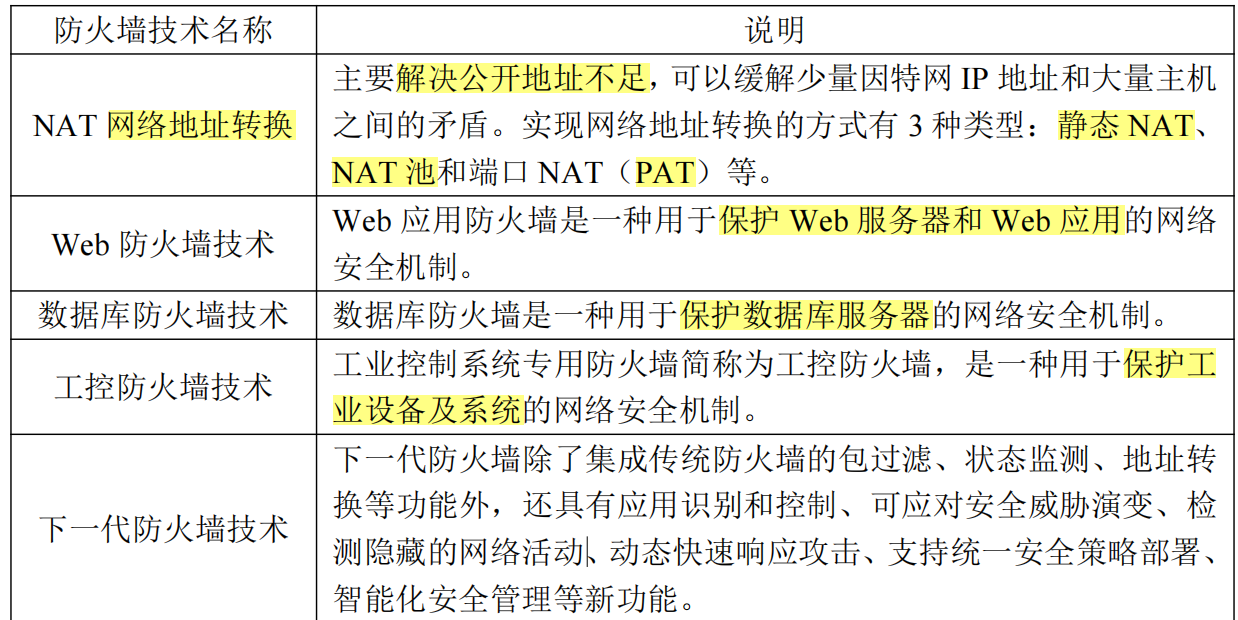 防火墙技术名称 说明
主要解决公开地址不足，可以缓解少量因特网 IP 地址和大量主机
NAT 网络地址转换 之间的矛盾。实现网络地址转换的方式有 3 种类型：静态 NAT、
NAT 池和端口 NAT（PAT）等。
Web 防火墙技术 Web 应用防火墙是一种用于保护 Web 服务器和 Web 应用的网络
安全机制。
数据库防火墙技术 数据库防火墙是一种用于保护数据库服务器的网络安全机制。
工控防火墙技术 工业控制系统专用防火墙简称为工控防火墙，是一种用于保护工
业设备及系统的网络安全机制。
下一代防火墙技术 下一代防火墙除了集成传统防火墙的包过滤、状态监测、地址转
换等功能外，还具有应用识别和控制、可应对安全威胁演变、检
测隐藏的网络活动、动态快速响应攻击、支持统一安全策略部署、
智能化安全管理等新功能。